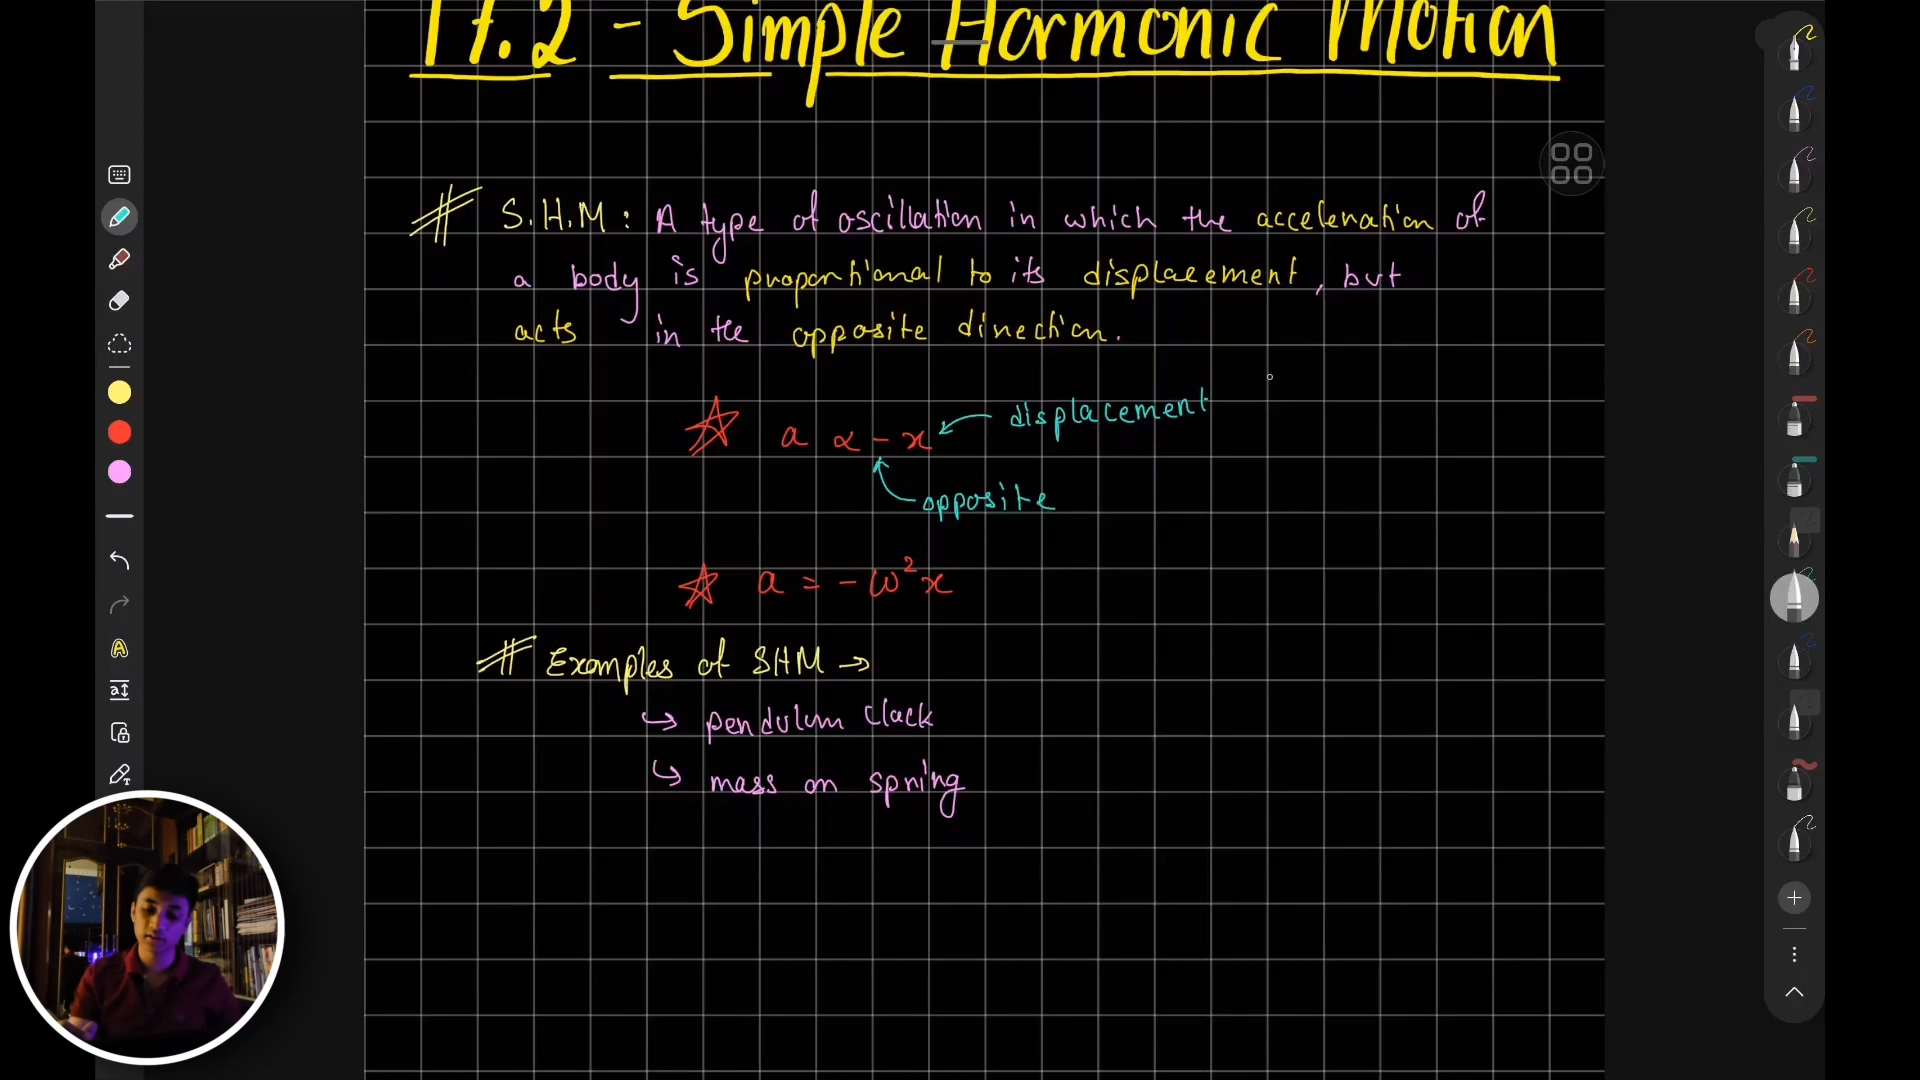 17.2 - Simple Harmonic Motion
# S.H.M : A type of oscillation in which the acceleration of
a body is proportional to its displacement, but
acts in the opposite direction.
☆ a ∝ - x ← displacement
opposite
☆ a = - ω²x
# Examples of SHM →
↪ pendulum clock
↪ mass on spring